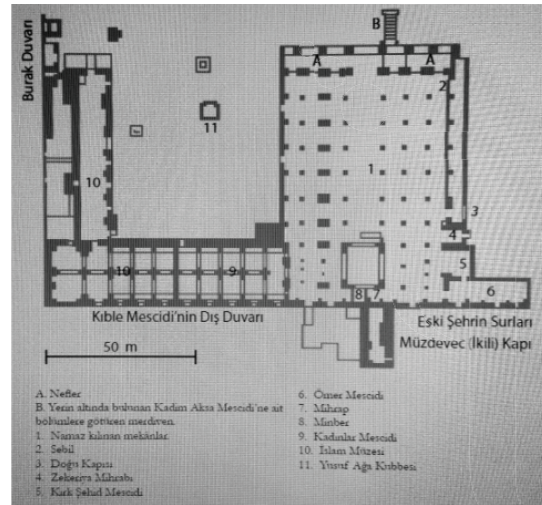 Burak Duvarı
B
A
A
2
11
1
10
3
4
5
10
9
6
8
7
Kıble Mescidi'nin Dış Duvarı
Eski Şehrin Surları
Müzdevec (İkili) Kapı
50 m
A. Nefler
B. Yerin altında bulunan Kadim Aksa Mescidi'ne ait
bölümlere götüren merdiven.
1. Namaz kılınan mekânlar
2. Sebil
3. Doğu Kapısı
4. Zekeriya Mihrabı
5. Kırk Şehid Mescidi
6. Ömer Mescidi
7. Mihrap
8. Minber
9. Kadınlar Mescidi
10. İslam Müzesi
11. Yusuf Ağa Kubbesi